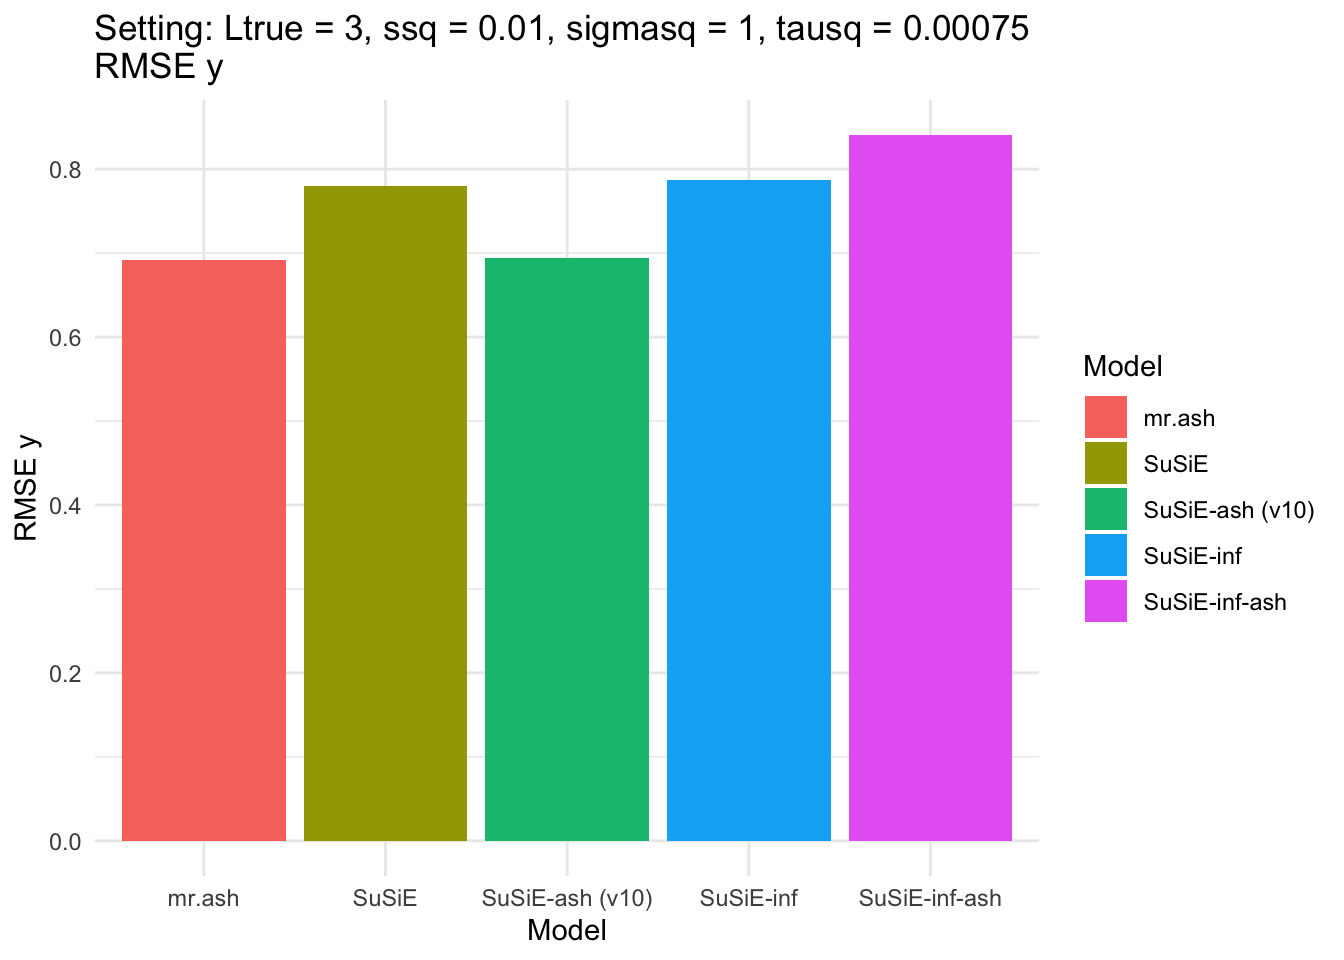 Setting: Ltrue = 3, ssq = 0.01, sigmasq = 1, tausq = 0.00075
RMSE y
RMSE y
0.8
0.6
0.4
0.2
0.0
mr.ash
SuSiE
SuSiE-ash (v10)
SuSiE-inf
SuSiE-inf-ash
Model
Model
mr.ash
SuSiE
SuSiE-ash (v10)
SuSiE-inf
SuSiE-inf-ash